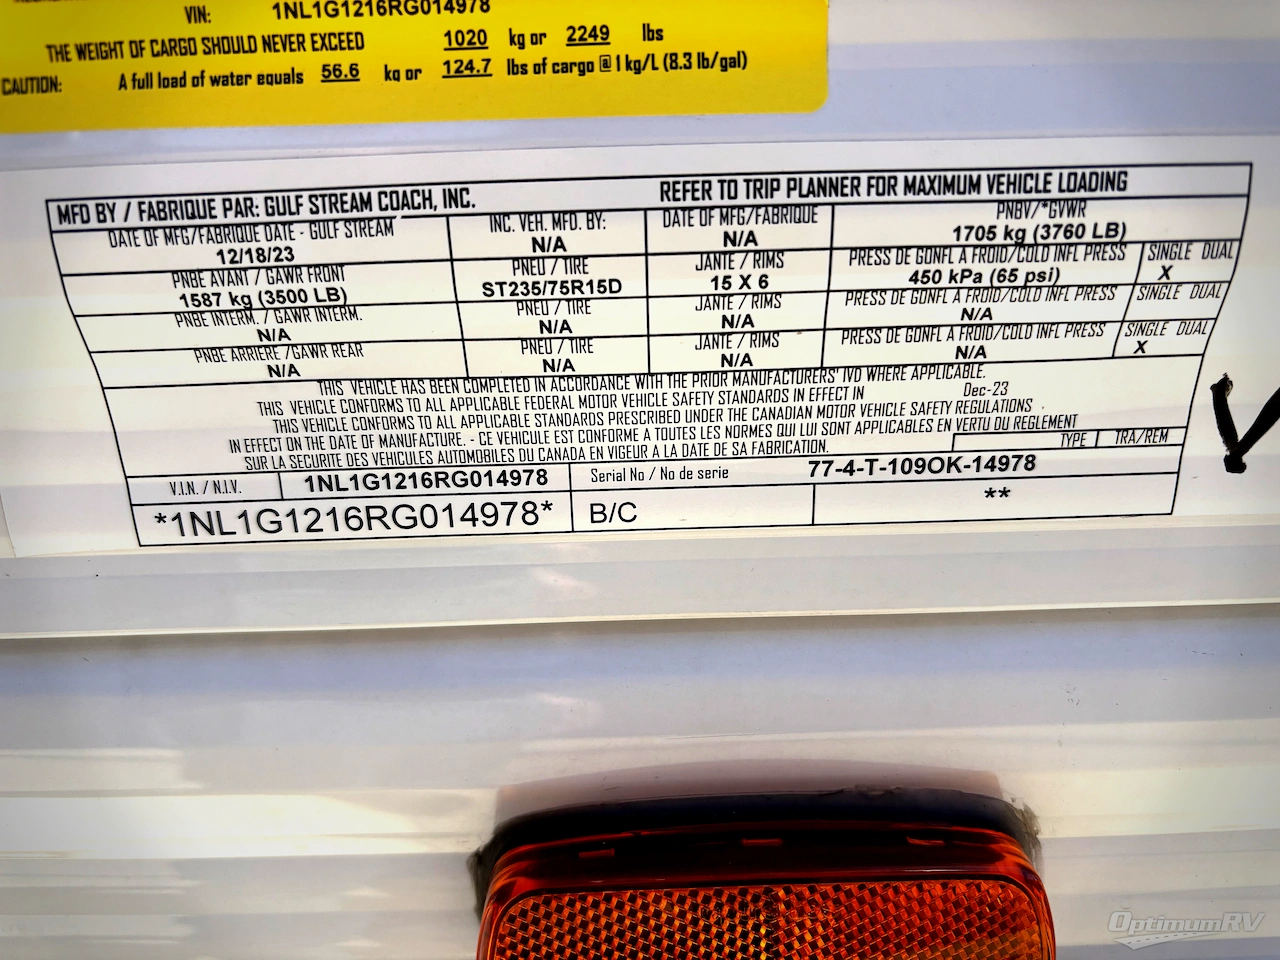 VIN: 1NL1G1216RG014978
THE WEIGHT OF CARGO SHOULD NEVER EXCEED 1020 kg or 2249 lbs
CAUTION: A full load of water equals 56.6 kg or 124.7 lbs of cargo @ 1 kg/L (8.3 lb/gal)
MFD BY / FABRIQUE PAR: GULF STREAM COACH, INC. REFER TO TRIP PLANNER FOR MAXIMUM VEHICLE LOADING
DATE OF MFG/FABRIQUE DATE - GULF STREAM INC. VEH. MFD. BY: DATE OF MFG/FABRIQUE PNBV/*GVWR
12/18/23 N/A N/A 1705 kg (3760 LB)
PNBE AVANT / GAWR FRONT PNEU / TIRE JANTE / RIMS PRESS DE GONFL A FROID/COLD INFL PRESS SINGLE DUAL
1587 kg (3500 LB) ST235/75R15D 15 X 6 450 kPa (65 psi) X
PNBE INTERM. / GAWR INTERM. PNEU / TIRE JANTE / RIMS PRESS DE GONFL A FROID/COLD INFL PRESS SINGLE DUAL
N/A N/A N/A N/A
PNBE ARRIERE /GAWR REAR PNEU / TIRE JANTE / RIMS PRESS DE GONFL A FROID/COLD INFL PRESS SINGLE DUAL
N/A N/A N/A N/A X
THIS VEHICLE HAS BEEN COMPLETED IN ACCORDANCE WITH THE PRIOR MANUFACTURERS' IVD WHERE APPLICABLE.
THIS VEHICLE CONFORMS TO ALL APPLICABLE FEDERAL MOTOR VEHICLE SAFETY STANDARDS IN EFFECT IN Dec-23
THIS VEHICLE CONFORMS TO ALL APPLICABLE STANDARDS PRESCRIBED UNDER THE CANADIAN MOTOR VEHICLE SAFETY REGULATIONS
IN EFFECT ON THE DATE OF MANUFACTURE. - CE VEHICULE EST CONFORME A TOUTES LES NORMES QUI LUI SONT APPLICABLES EN VERTU DU REGLEMENT
SUR LA SECURITE DES VEHICULES AUTOMOBILES DU CANADA EN VIGEUR A LA DATE DE SA FABRICATION. TYPE TRA/REM
V.I.N. / N.I.V. 1NL1G1216RG014978 Serial No / No de serie 77-4-T-109OK-14978
*1NL1G1216RG014978* B/C **
OptimumRV